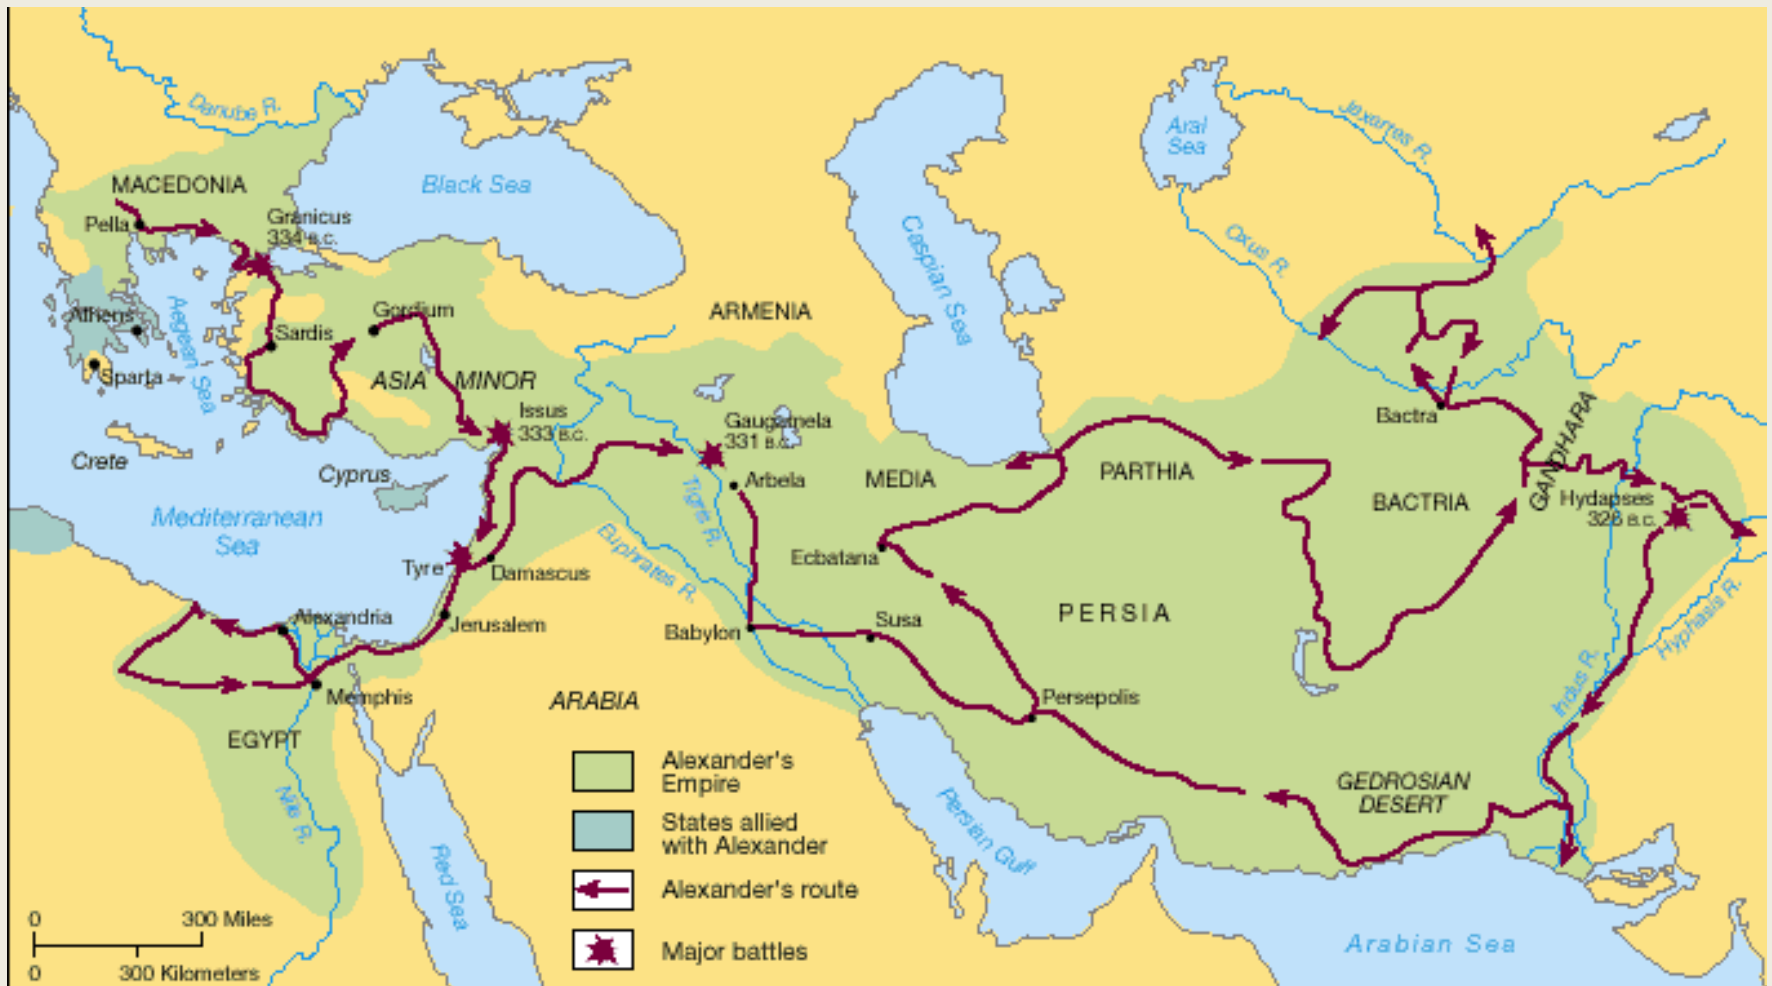 Danube R.
MACEDONIA
Pella
Granicus
334 B.C.
Black Sea
Aral
Sea
Jaxartes R.
Oxus R.
Caspian Sea
ARMENIA
Athens
Aegean Sea
Sardis
Gordium
Sparta
ASIA MINOR
Issus
333 B.C.
Gaugamela
331 B.C.
Bactra
GANDHARA
Crete
Cyprus
Arbela
MEDIA
PARTHIA
BACTRIA
Hydapses
326 B.C.
Mediterranean
Sea
Tigris R.
Euphrates R.
Ecbatana
Tyre
Damascus
Alexandria
Jerusalem
Babylon
Susa
PERSIA
Hyphasis R.
Indus R.
Memphis
ARABIA
Persepolis
EGYPT
Nile R.
Red Sea
Persian Gulf
GEDROSIAN
DESERT
Arabian Sea
Alexander's
Empire
States allied
with Alexander
Alexander's route
Major battles
0 300 Miles
0 300 Kilometers